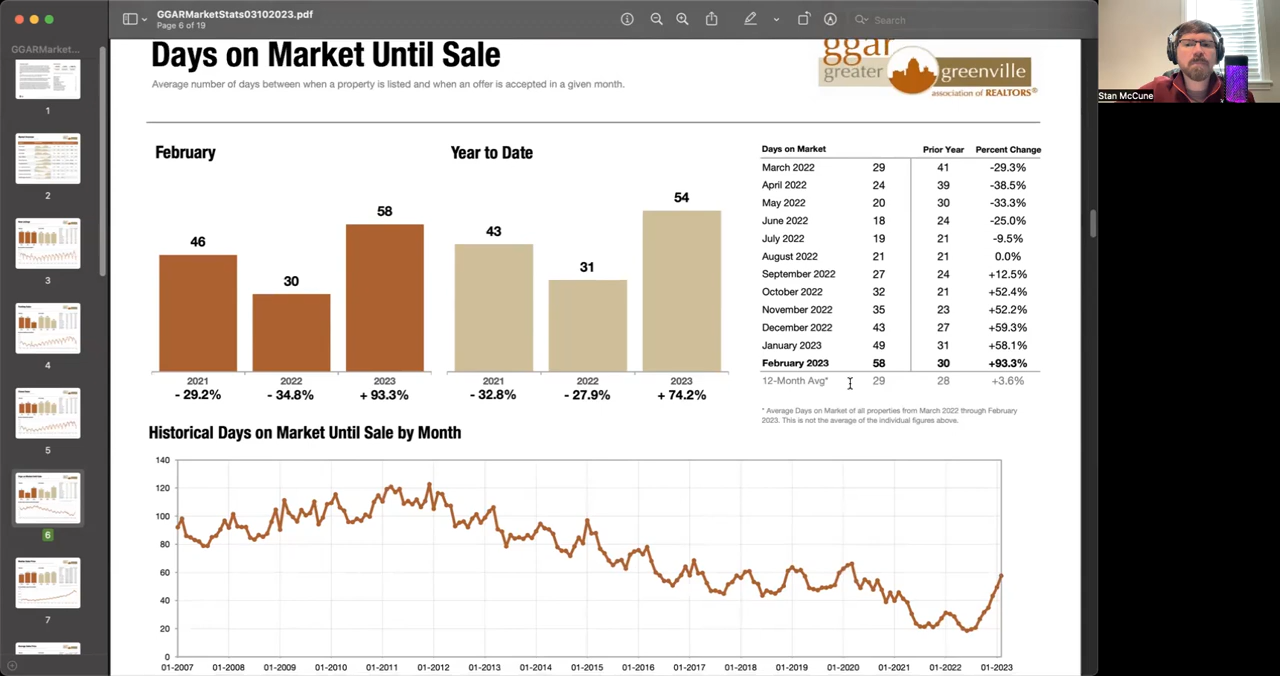 GGARMarketStats03102023.pdf
Page 6 of 19
Search
GGARMarket...
1
2
3
4
5
6
7
Stan McCune
Days on Market Until Sale
Average number of days between when a property is listed and when an offer is accepted in a given month.
ggar
greater greenville
association of REALTORS®
February
46
30
58
2021 2022 2023
- 29.2% - 34.8% + 93.3%
Year to Date
43
31
54
2021 2022 2023
- 32.8% - 27.9% + 74.2%
Days on Market Prior Year Percent Change
March 2022 29 41 -29.3%
April 2022 24 39 -38.5%
May 2022 20 30 -33.3%
June 2022 18 24 -25.0%
July 2022 19 21 -9.5%
August 2022 21 21 0.0%
September 2022 27 24 +12.5%
October 2022 32 21 +52.4%
November 2022 35 23 +52.2%
December 2022 43 27 +59.3%
January 2023 49 31 +58.1%
February 2023 58 30 +93.3%
12-Month Avg* 29 28 +3.6%
* Average Days on Market of all properties from March 2022 through February
2023. This is not the average of the individual figures above.
Historical Days on Market Until Sale by Month
140
120
100
80
60
40
20
0
01-2007 01-2008 01-2009 01-2010 01-2011 01-2012 01-2013 01-2014 01-2015 01-2016 01-2017 01-2018 01-2019 01-2020 01-2021 01-2022 01-2023